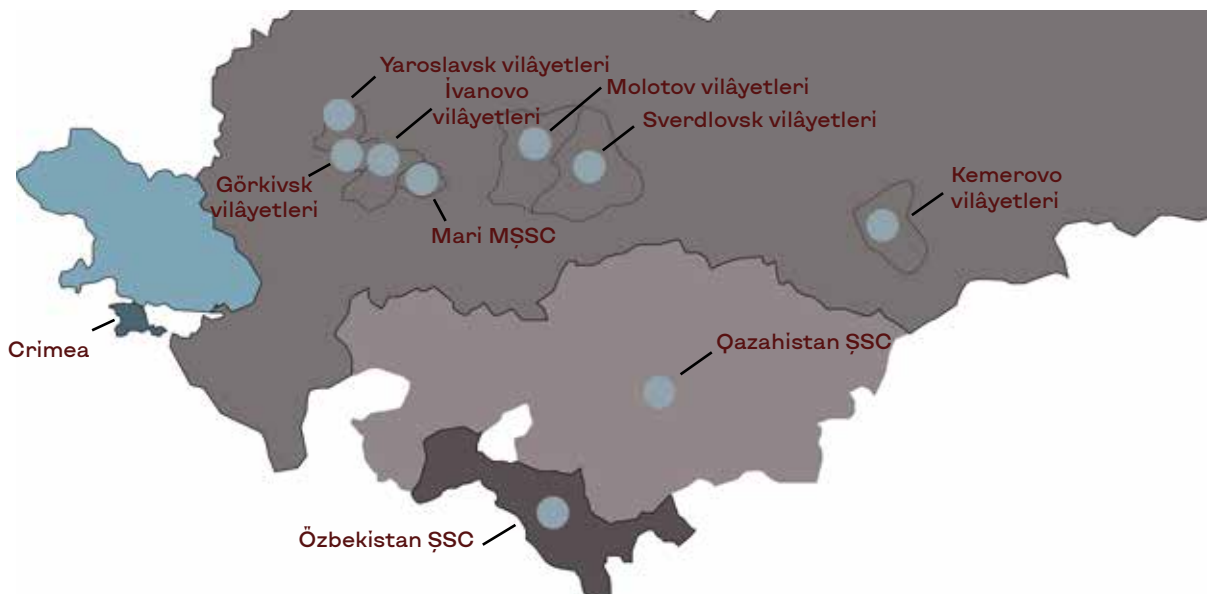 Yaroslavsk vilâyetleri
İvanovo
vilâyetleri
Molotov vilâyetleri
Sverdlovsk vilâyetleri
Görkivsk
vilâyetleri
Mari MŞSC
Kemerovo
vilâyetleri
Crimea
Qazahistan ŞSC
Özbekistan ŞSC